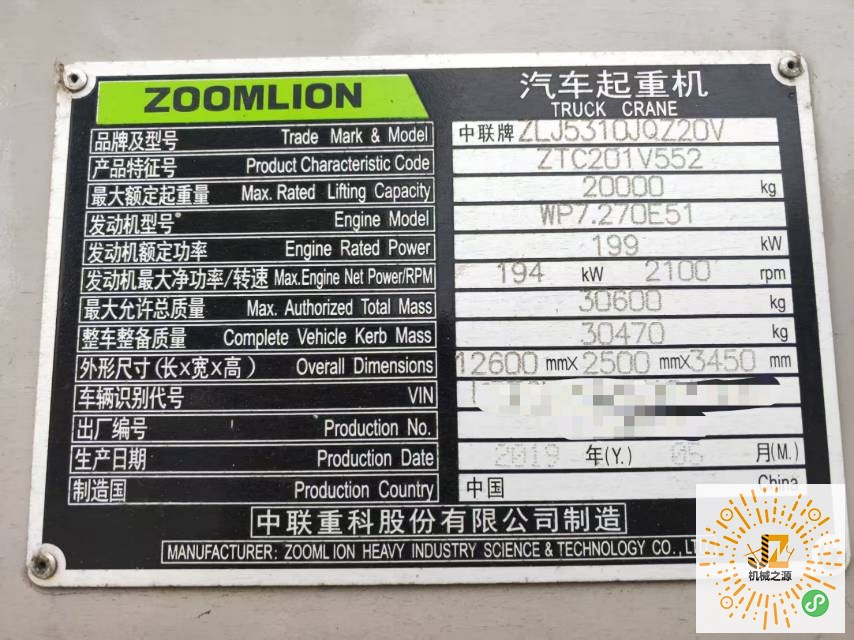 ZOOMLION
汽车起重机
TRUCK CRANE
品牌及型号 Trade Mark & Model 中联牌 ZLJ5310JQZ20V
产品特征号 Product Characteristic Code ZTC201V552
最大额定起重量 Max. Rated Lifting Capacity 20000 kg
发动机型号 Engine Model WP7.270E51
发动机额定功率 Engine Rated Power 199 kW
发动机最大净功率/转速 Max.Engine Net Power/RPM 194 kW 2100 rpm
最大允许总质量 Max. Authorized Total Mass 30600 kg
整车整备质量 Complete Vehicle Kerb Mass 30470 kg
外形尺寸(长×宽×高) Overall Dimensions 12600 mm× 2500 mm× 3450 mm
车辆识别代号 VIN
出厂编号 Production No.
生产日期 Production Date 2019 年(Y.) 05 月(M.)
制造国 Production Country 中国 China
中联重科股份有限公司制造
MANUFACTURER: ZOOMLION HEAVY INDUSTRY SCIENCE & TECHNOLOGY CO.,
机械之源